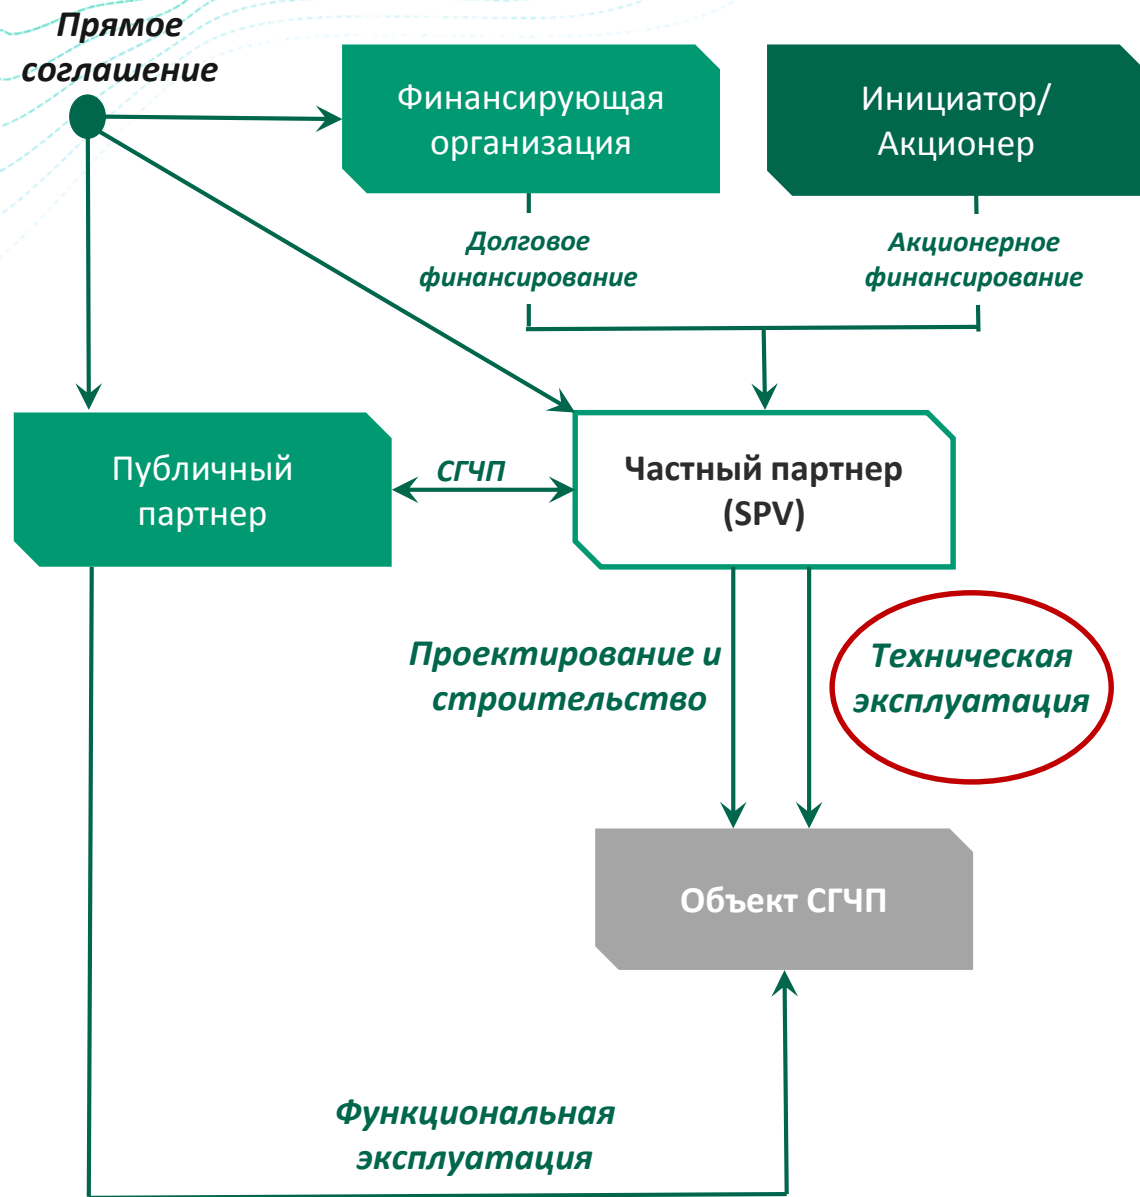 Прямое
соглашение
Финансирующая
организация
Инициатор/
Акционер
Долговое
финансирование
Акционерное
финансирование
Публичный
партнер
СГЧП
Частный партнер
(SPV)
Проектирование и
строительство
Техническая
эксплуатация
Объект СГЧП
Функциональная
эксплуатация